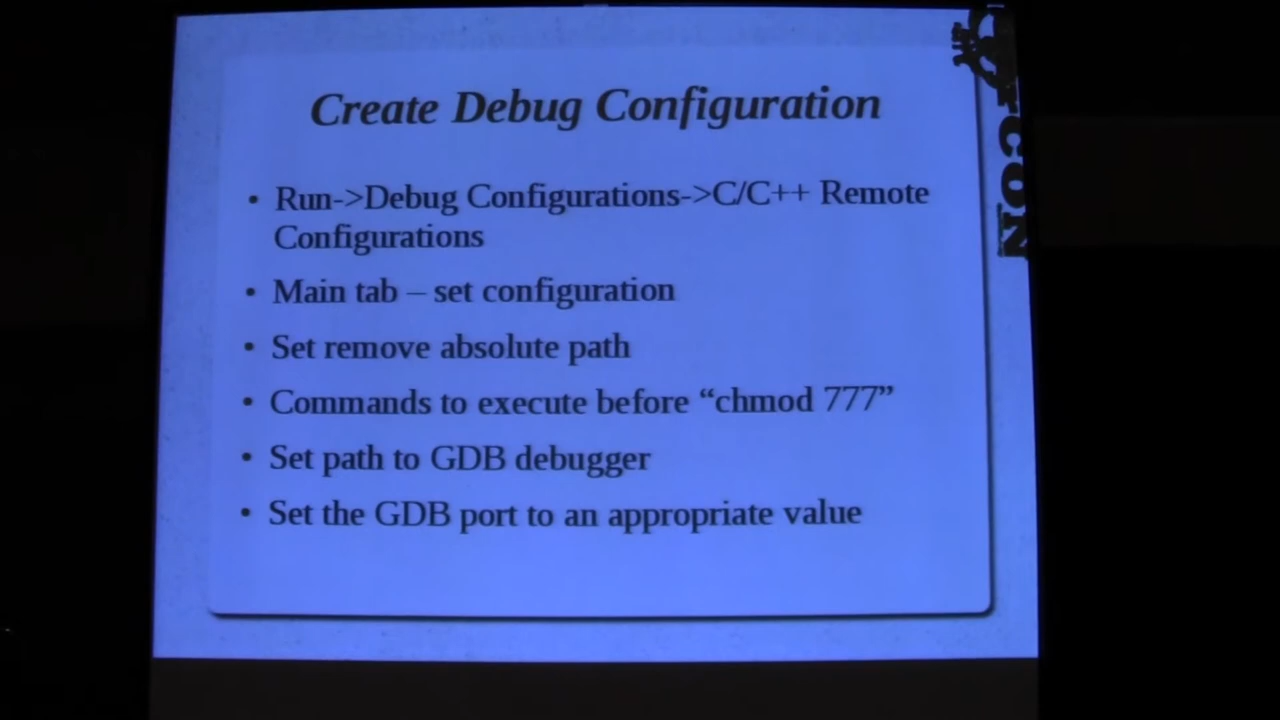 Create Debug Configuration
• Run->Debug Configurations->C/C++ Remote
Configurations
• Main tab – set configuration
• Set remove absolute path
• Commands to execute before “chmod 777”
• Set path to GDB debugger
• Set the GDB port to an appropriate value
CON